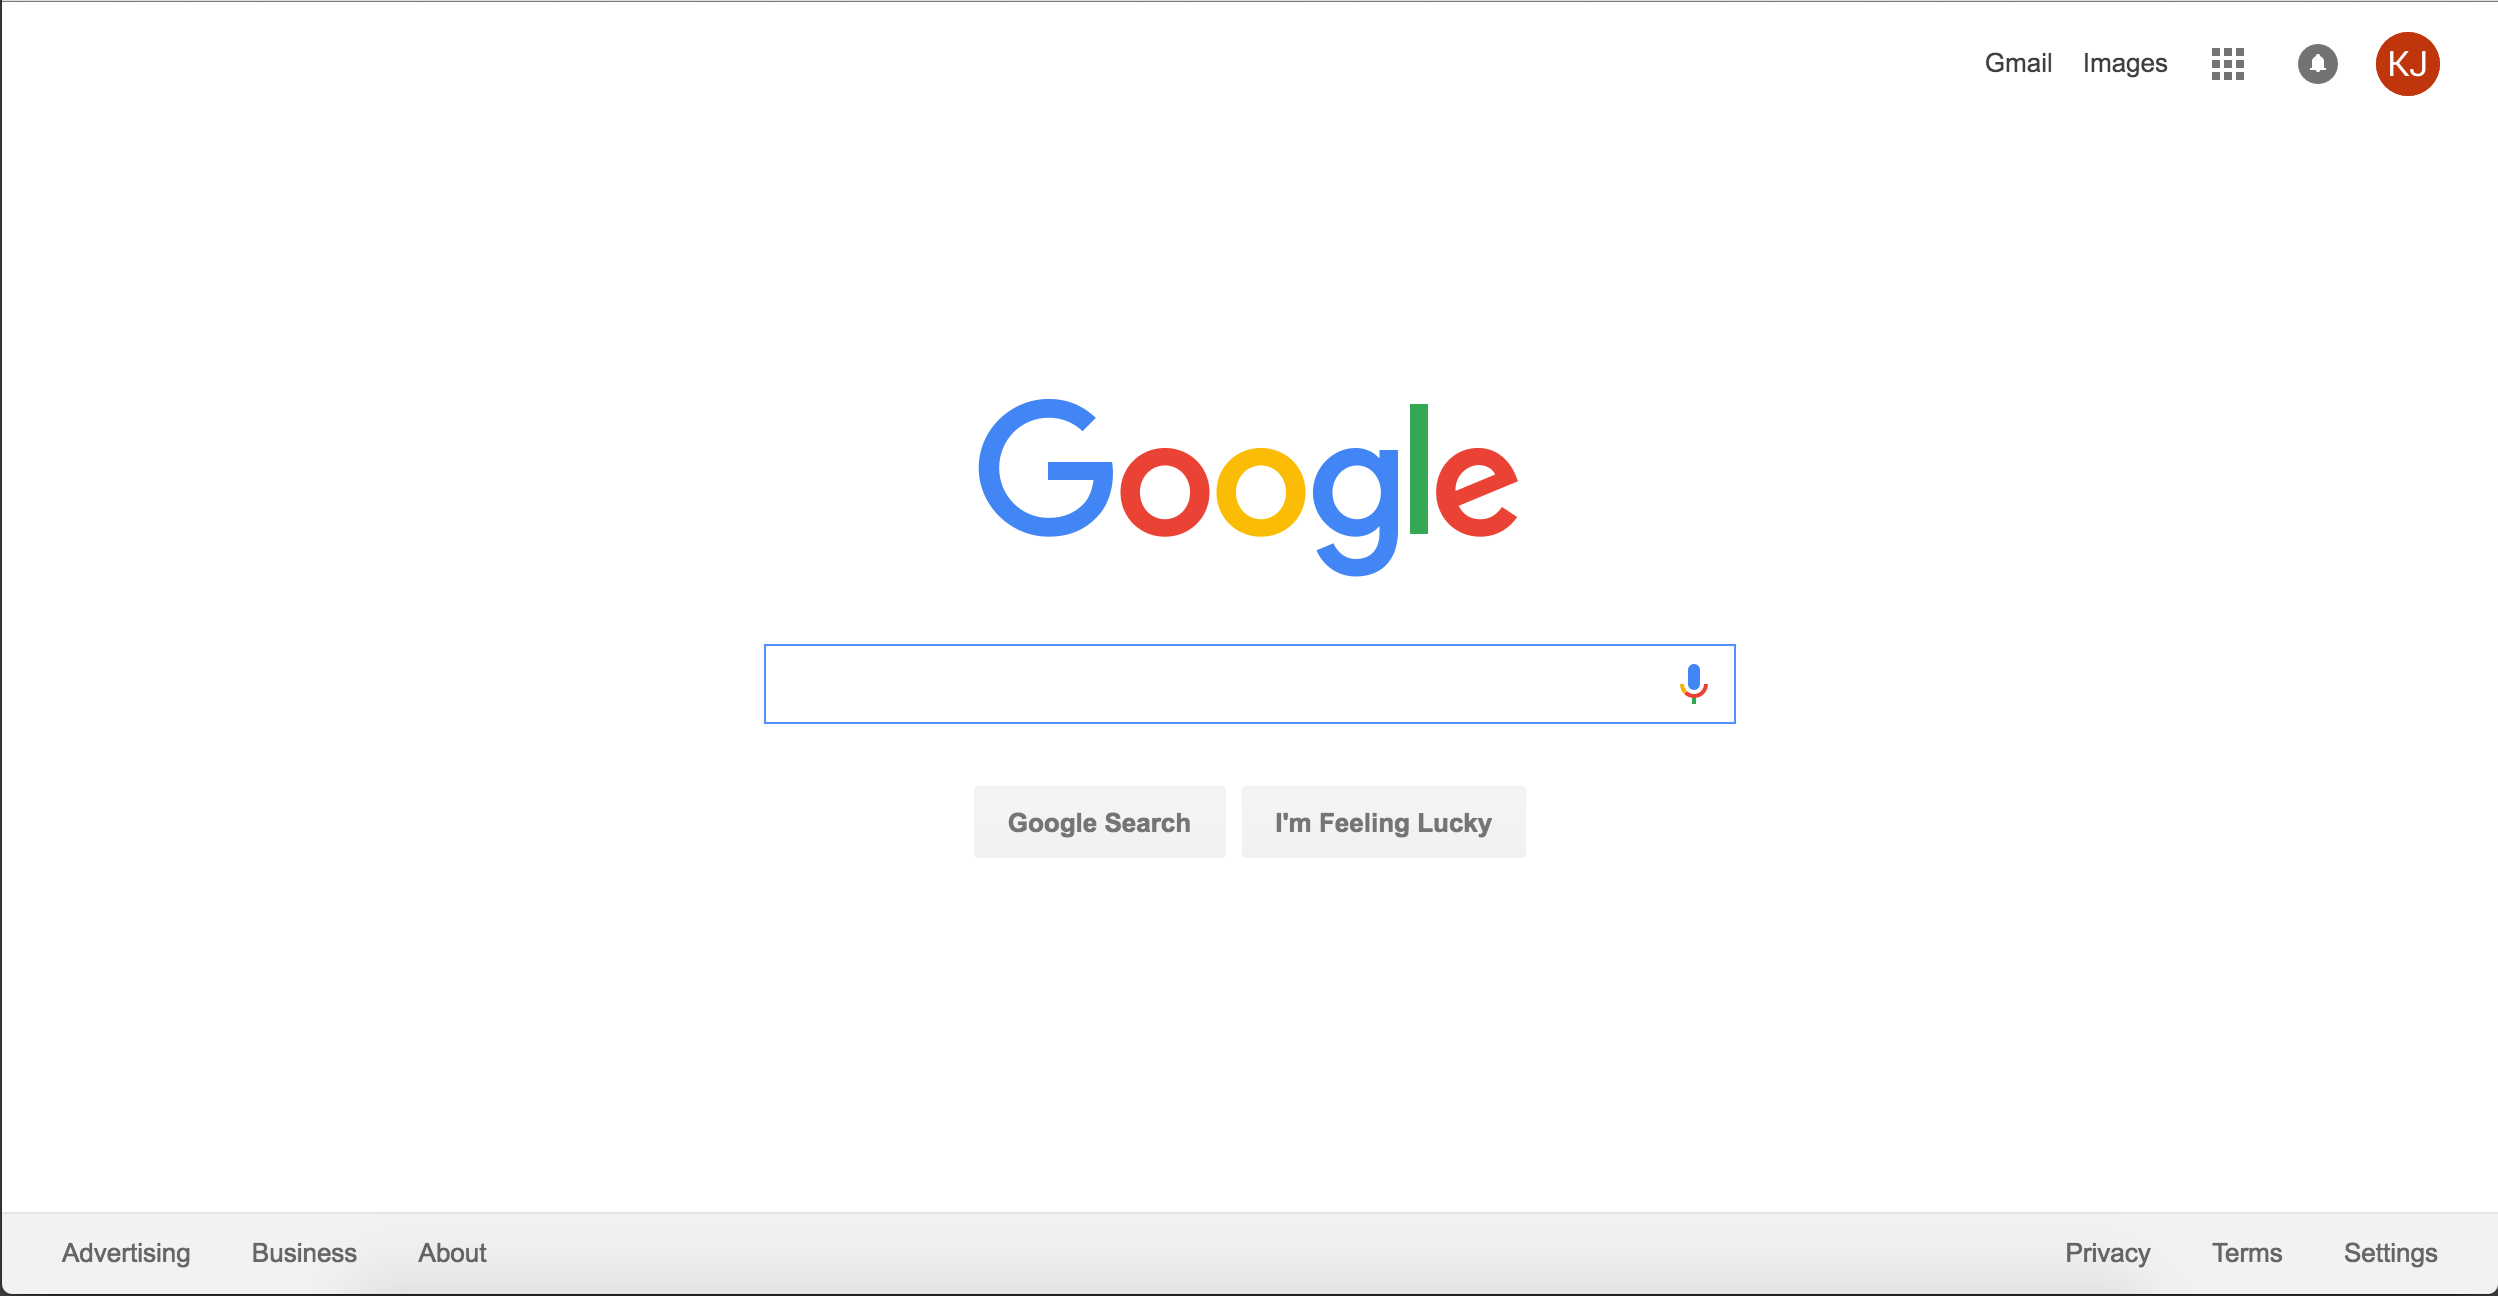 Gmail Images KJ
Google
Google Search I'm Feeling Lucky
Advertising Business About Privacy Terms Settings